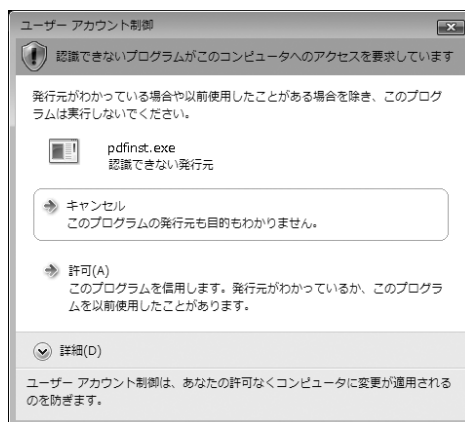 ユーザー アカウント制御
認識できないプログラムがこのコンピュータへのアクセスを要求しています
発行元がわかっている場合や以前使用したことがある場合を除き、このプログ
ラムは実行しないでください。
pdfinst.exe
認識できない発行元
キャンセル
このプログラムの発行元も目的もわかりません。
許可(A)
このプログラムを信用します。発行元がわかっているか、このプログラ
ムを以前使用したことがあります。
詳細(D)
ユーザー アカウント制御は、あなたの許可なくコンピュータに変更が適用される
のを防ぎます。